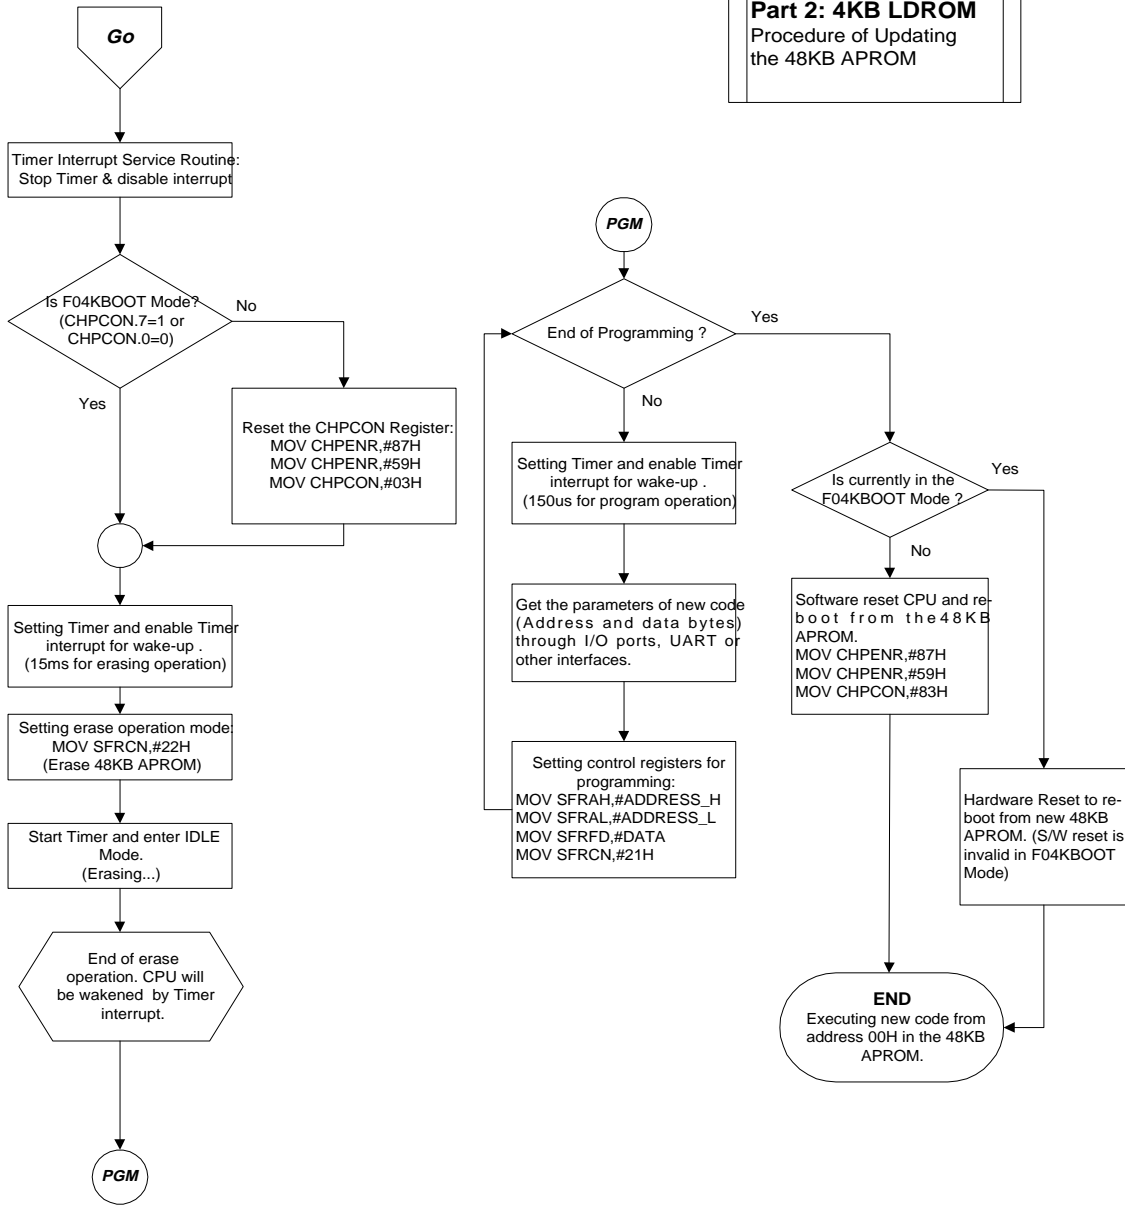 Part 2: 4KB LDROM
Procedure of Updating
the 48KB APROM
Go
Timer Interrupt Service Routine:
Stop Timer & disable interrupt
Is F04KBOOT Mode?
(CHPCON.7=1 or
CHPCON.0=0)
No
Yes
Reset the CHPCON Register:
MOV CHPENR,#87H
MOV CHPENR,#59H
MOV CHPCON,#03H
Setting Timer and enable Timer
interrupt for wake-up .
(15ms for erasing operation)
Setting erase operation mode:
MOV SFRCN,#22H
(Erase 48KB APROM)
Start Timer and enter IDLE
Mode.
(Erasing...)
End of erase
operation. CPU will
be wakened by Timer
interrupt.
PGM
PGM
End of Programming ?
Yes
No
Setting Timer and enable Timer
interrupt for wake-up .
(150us for program operation)
Get the parameters of new code
(Address and data bytes)
through I/O ports, UART or
other interfaces.
Setting control registers for
programming:
MOV SFRAH,#ADDRESS_H
MOV SFRAL,#ADDRESS_L
MOV SFRFD,#DATA
MOV SFRCN,#21H
Is currently in the
F04KBOOT Mode ?
Yes
No
Software reset CPU and re-
boot from the 48KB
APROM.
MOV CHPENR,#87H
MOV CHPENR,#59H
MOV CHPCON,#83H
Hardware Reset to re-
boot from new 48KB
APROM. (S/W reset is
invalid in F04KBOOT
Mode)
END
Executing new code from
address 00H in the 48KB
APROM.